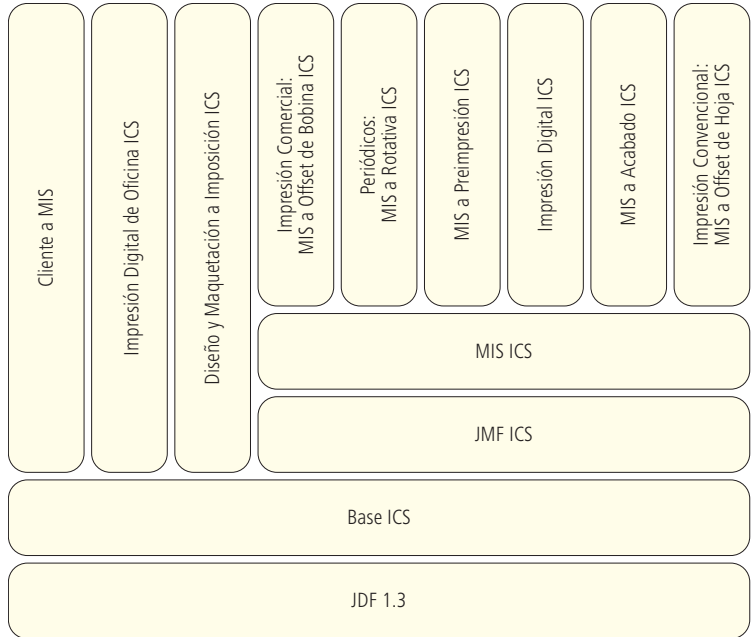 Cliente a MIS
Impresión Digital de Oficina ICS
Diseño y Maquetación a Imposición ICS
Impresión Comercial:
MIS a Offset de Bobina ICS
Periódicos:
MIS a Rotativa ICS
MIS a Preimpresión ICS
Impresión Digital ICS
MIS a Acabado ICS
Impresión Convencional:
MIS a Offset de Hoja ICS
MIS ICS
JMF ICS
Base ICS
JDF 1.3